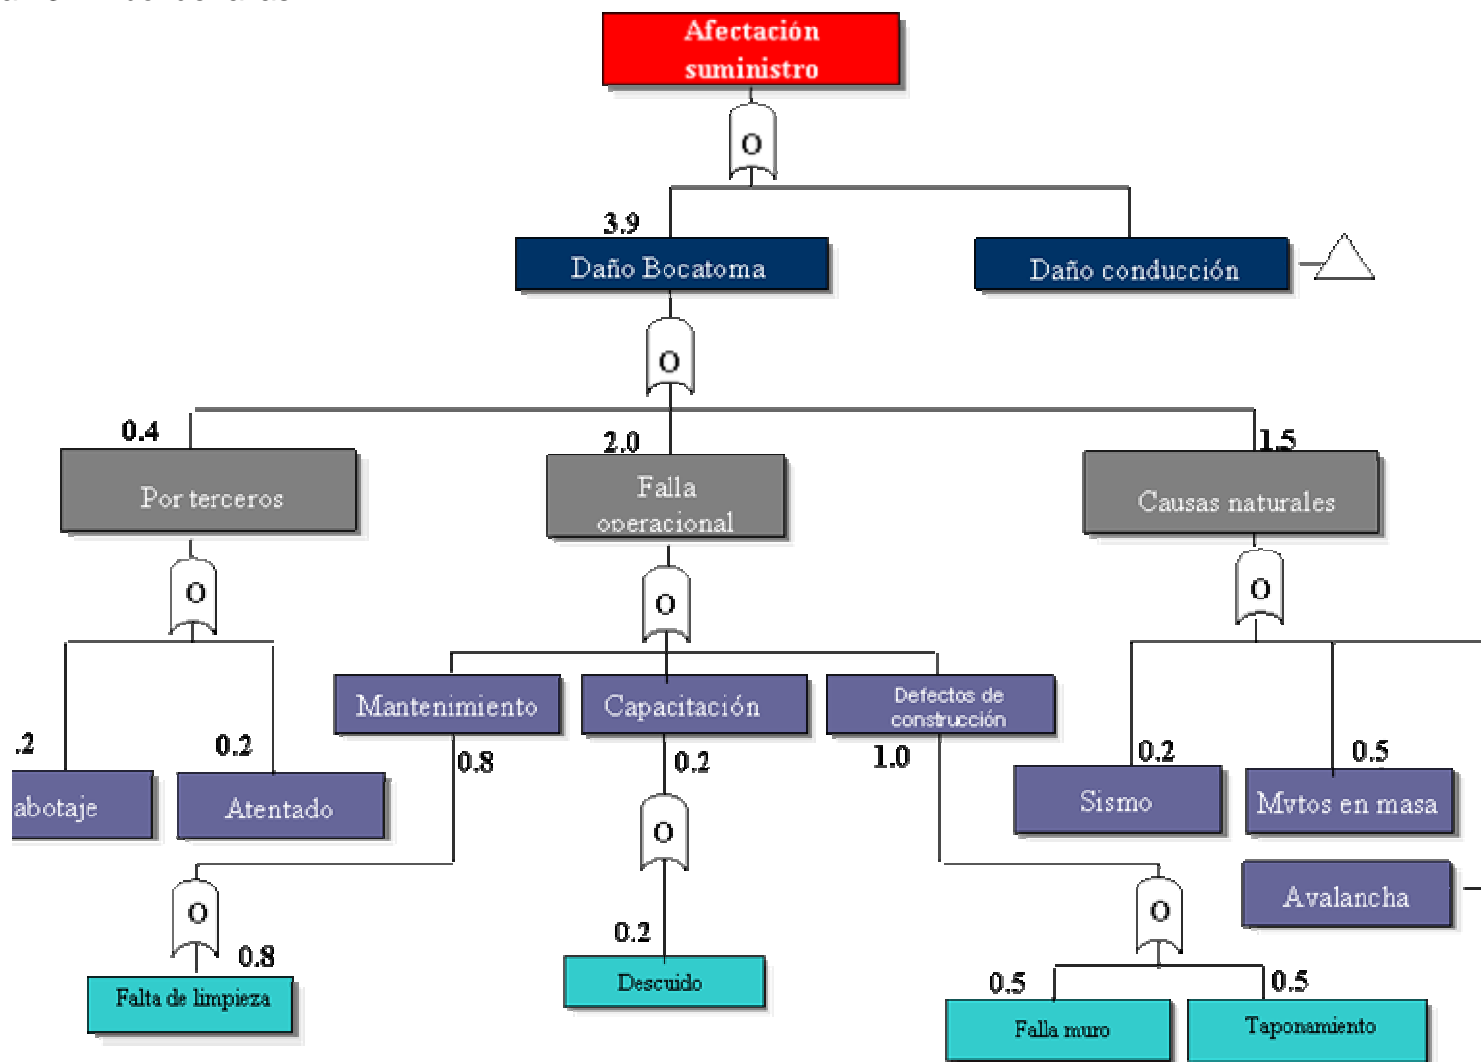 Afectación
suministro
O
3.9
Daño Bocatoma
Daño conducción
O
0.4
2.0
1.5
Por terceros
Falla
operacional
Causas naturales
O
O
O
Mantenimiento
Capacitación
Defectos de
construcción
.2
0.2
0.8
0.2
1.0
0.2
0.5
abotaje
Atentado
Sismo
Mvtos en masa
O
Avalancha
O
O
0.8
0.2
0.5
0.5
Falta de limpieza
Descuido
Falla muro
Taponamiento